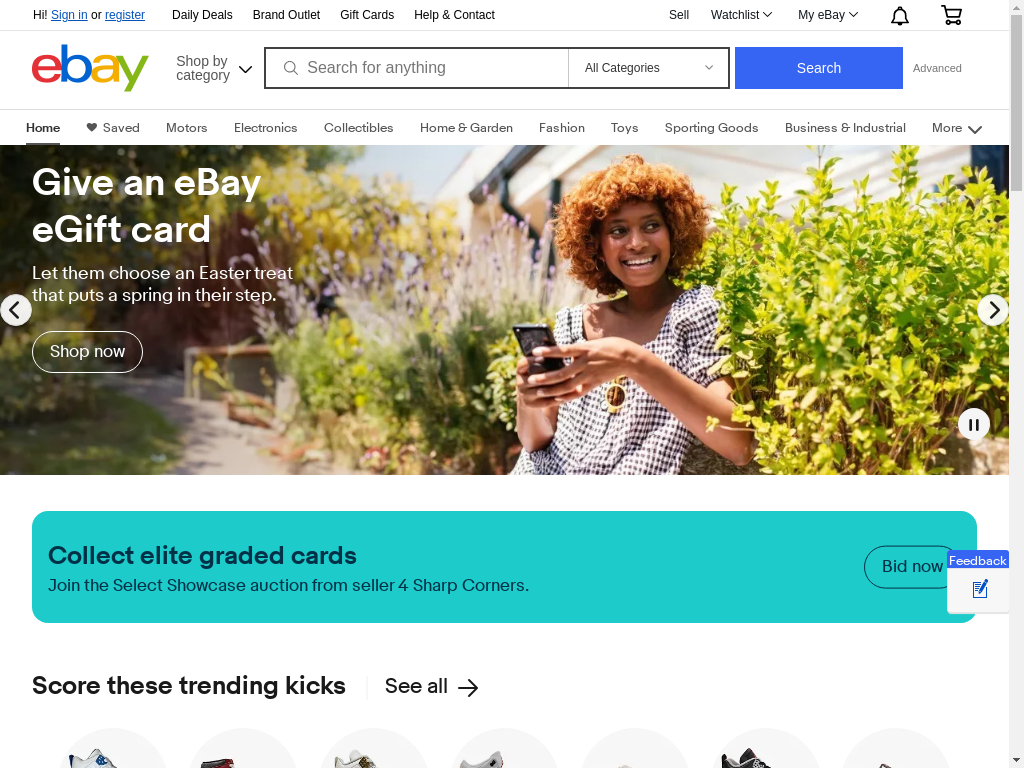 Hi! Sign in or register
Daily Deals
Brand Outlet
Gift Cards
Help & Contact
Sell
Watchlist
My eBay
ebay
Shop by
category
Search for anything
All Categories
Search
Advanced
Home
Saved
Motors
Electronics
Collectibles
Home & Garden
Fashion
Toys
Sporting Goods
Business & Industrial
More
Give an eBay
eGift card
Let them choose an Easter treat
that puts a spring in their step.
Shop now
Collect elite graded cards
Join the Select Showcase auction from seller 4 Sharp Corners.
Bid now
Feedback
Score these trending kicks
See all